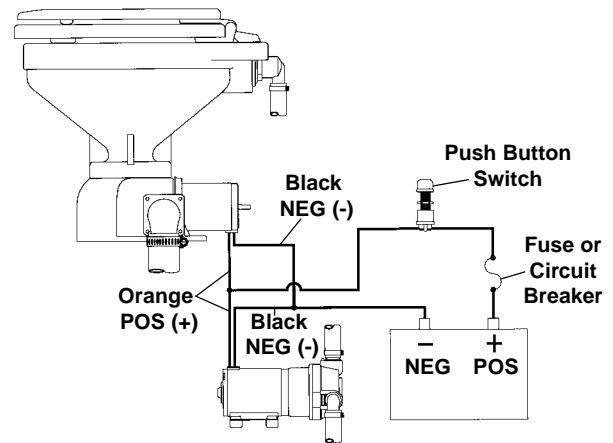 Push Button
Switch
Black
NEG (-)
Fuse or
Circuit
Breaker
Orange
POS (+)
Black
NEG (-)
− +
NEG POS